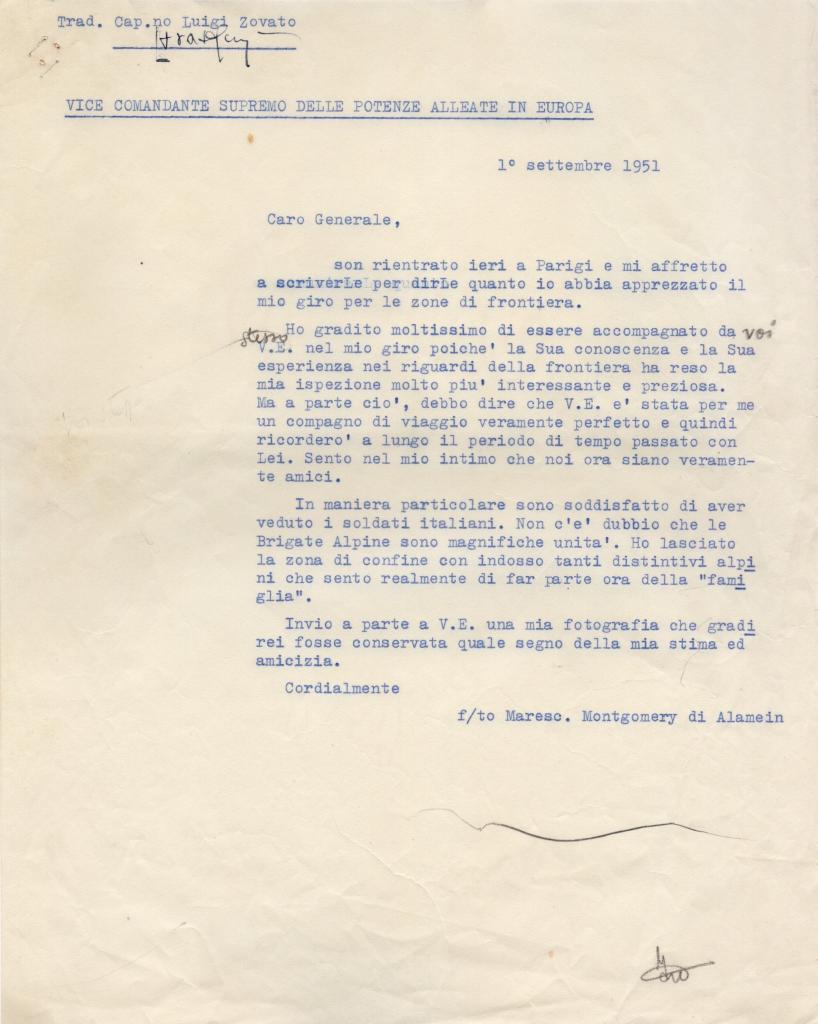 Trad. Cap.no Luigi Zovato
VICE COMANDANTE SUPREMO DELLE POTENZE ALLEATE IN EUROPA
1° settembre 1951
Caro Generale,
son rientrato ieri a Parigi e mi affretto
a scriverLe per dirLe quanto io abbia apprezzato il
mio giro per le zone di frontiera.
Ho gradito moltissimo di essere accompagnato da voi
stesso V.E. nel mio giro poiche' la Sua conoscenza e la Sua
esperienza nei riguardi della frontiera ha reso la
mia ispezione molto piu' interessante e preziosa.
Ma a parte cio', debbo dire che V.E. e' stata per me
un compagno di viaggio veramente perfetto e quindi
ricordero' a lungo il periodo di tempo passato con
Lei. Sento nel mio intimo che noi ora siano veramen-
te amici.
In maniera particolare sono soddisfatto di aver
veduto i soldati italiani. Non c'e' dubbio che le
Brigate Alpine sono magnifiche unita'. Ho lasciato
la zona di confine con indosso tanti distintivi alpi
ni che sento realmente di far parte ora della "fami
glia".
Invio a parte a V.E. una mia fotografia che gradi
rei fosse conservata quale segno della mia stima ed
amicizia.
Cordialmente
f/to Maresc. Montgomery di Alamein